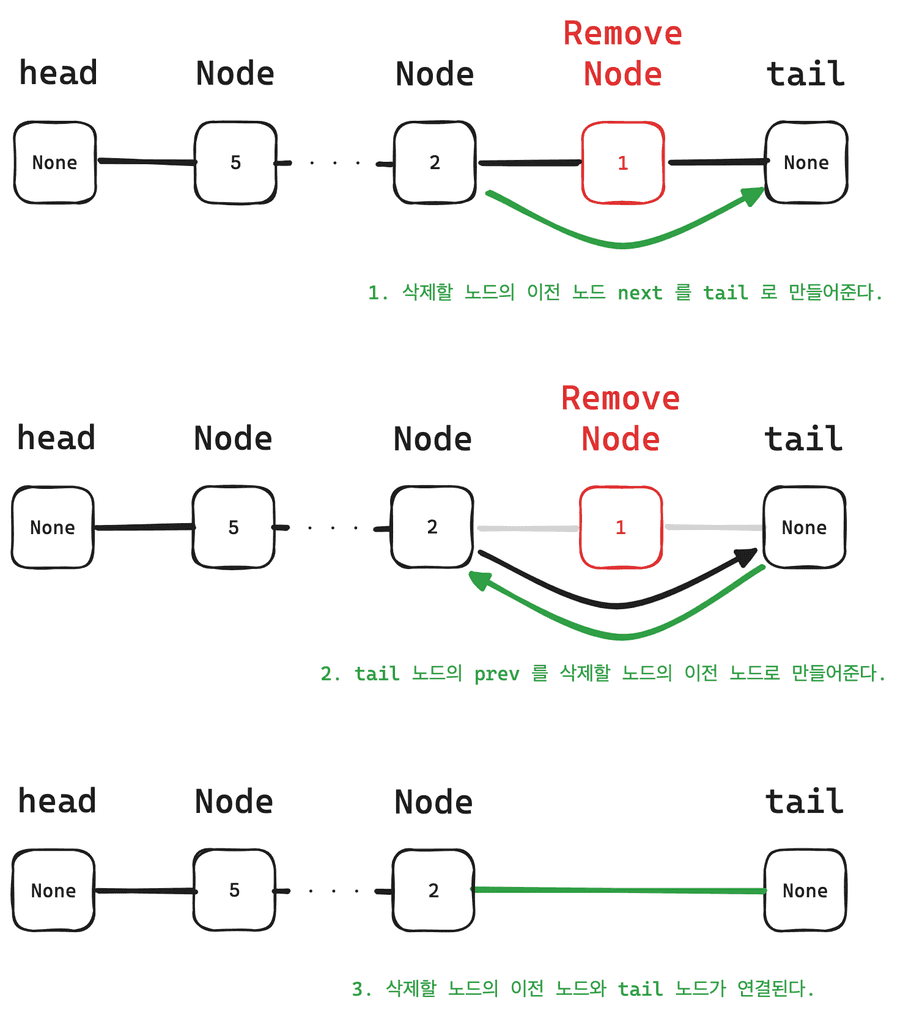 Remove
head Node Node Node tail
None 5 · · · 2 1 None
1. 삭제할 노드의 이전 노드 next 를 tail 로 만들어준다.
Remove
head Node Node Node tail
None 5 · · · 2 1 None
2. tail 노드의 prev 를 삭제할 노드의 이전 노드로 만들어준다.
head Node Node tail
None 5 · · · 2 None
3. 삭제할 노드의 이전 노드와 tail 노드가 연결된다.